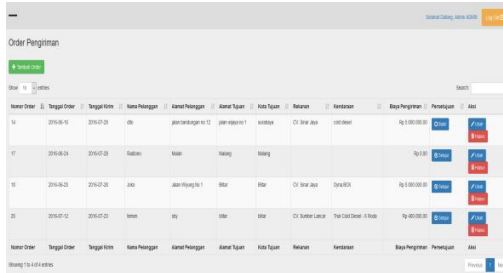 Selamat Datang, Admin ADMIN Log Out
Order Pengiriman
+ Tambah Order
Show 10 entries Search:
Nomor Order Tanggal Order Tanggal Kirim Nama Pelanggan Alamat Pelanggan Alamat Tujuan Kota Tujuan Rekanan Kendaraan Biaya Pengiriman Persetujuan Aksi
14 2016-06-16 2016-07-28 jalan bandungan no 12 jalan wijaya no 1 surabaya CV. Sinar Jaya cold diesel Rp 5.000.000,00 Setuju Ubah
Hapus
17 2016-06-24 2016-07-28 Malang Malang Rp 0,00 Setuju Ubah
Hapus
18 2016-06-25 2016-07-28 Joko Jalan Wayang No 1 Blitar Blitar CV. Sinar Jaya Dyna BOX Rp 5.000.000,00 Setuju Ubah
Hapus
20 2016-07-12 2016-07-23 blitar Blitar CV. Sumber Lancar Truk Cold Diesel - 6 Roda Rp 450.000,00 Setuju Ubah
Hapus
Nomor Order Tanggal Order Tanggal Kirim Nama Pelanggan Alamat Pelanggan Alamat Tujuan Kota Tujuan Rekanan Kendaraan Biaya Pengiriman Persetujuan Aksi
Showing 1 to 4 of 4 entries Previous 1